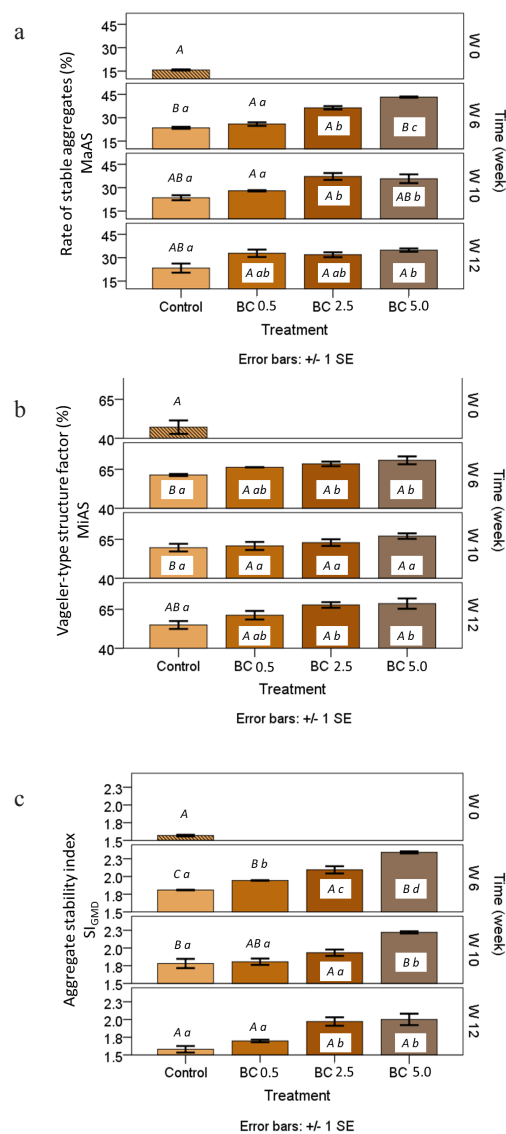 a
Rate of stable aggregates (%)
MaAS
Time (week)
45
30
15
A
W 0
45
30
15
B a
A a
A b
B c
W 6
45
30
15
AB a
A a
A b
AB b
W 10
45
30
15
AB a
A ab
A ab
A b
W 12
Control BC 0.5 BC 2.5 BC 5.0
Treatment
Error bars: +/- 1 SE
b
Vageler-type structure factor (%)
MiAS
Time (week)
65
40
A
W 0
65
40
B a
A ab
A b
A b
W 6
65
40
B a
A a
A a
A a
W 10
65
40
AB a
A ab
A b
A b
W 12
Control BC 0.5 BC 2.5 BC 5.0
Treatment
Error bars: +/- 1 SE
c
Aggregate stability index
SI_GMD
Time (week)
2.3
2.0
1.8
1.5
A
W 0
2.3
2.0
1.8
1.5
C a
B b
A c
B d
W 6
2.3
2.0
1.8
1.5
B a
AB a
A a
B b
W 10
2.3
2.0
1.8
1.5
A a
A a
A b
A b
W 12
Control BC 0.5 BC 2.5 BC 5.0
Treatment
Error bars: +/- 1 SE